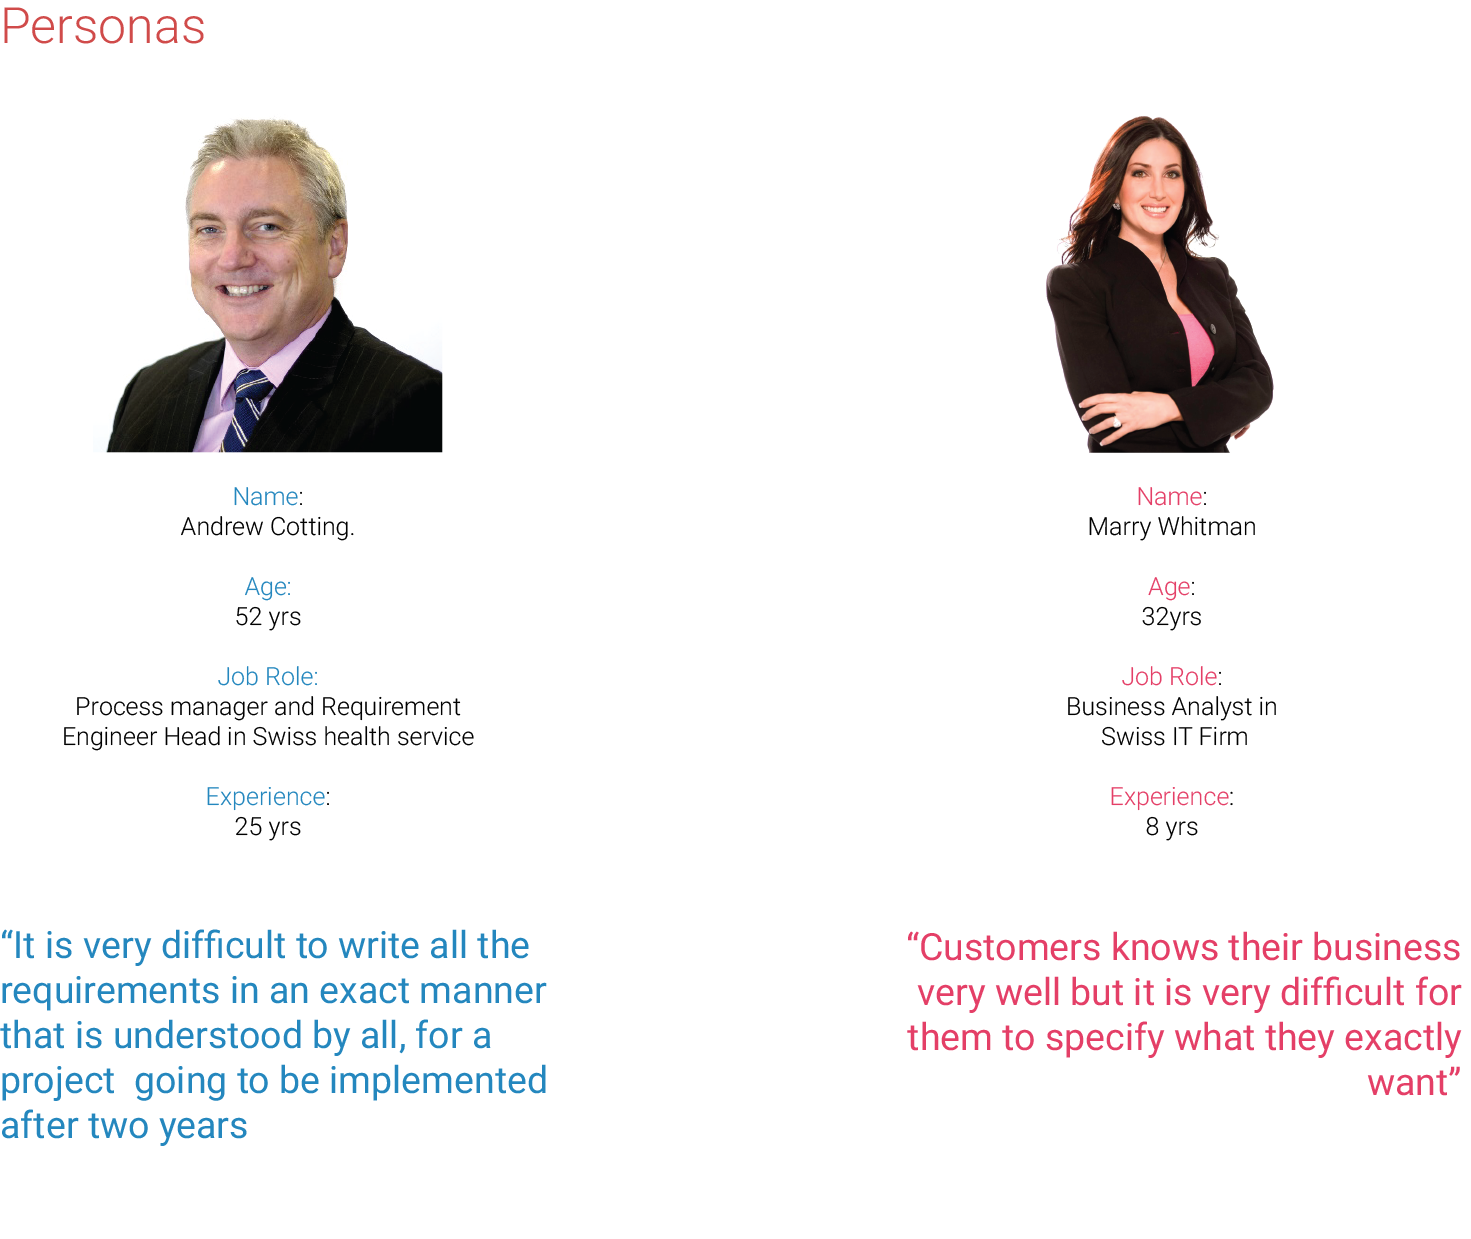 Personas
Name:
Andrew Cotting.
Age:
52 yrs
Job Role:
Process manager and Requirement
Engineer Head in Swiss health service
Experience:
25 yrs
“It is very difficult to write all the
requirements in an exact manner
that is understood by all, for a
project  going to be implemented
after two years
Name:
Marry Whitman
Age:
32yrs
Job Role:
Business Analyst in
Swiss IT Firm
Experience:
8 yrs
“Customers knows their business
very well but it is very difficult for
them to specify what they exactly
want”